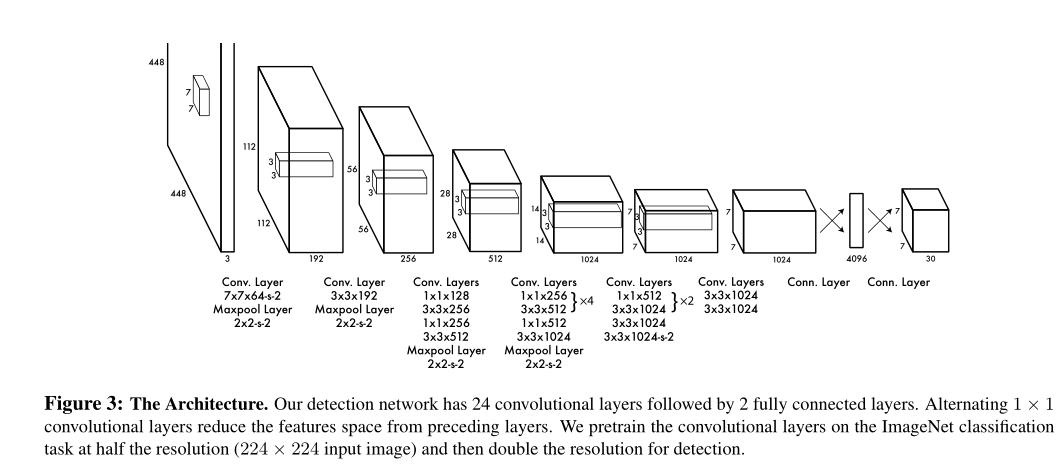 448
7
7
448
3
112
3
3
112
192
56
3
3
56
256
28
3
3
28
512
14
3
3
14
1024
7
3
3
7
1024
7
7
1024
4096
7
7
30
Conv. Layer
7x7x64-s-2
Maxpool Layer
2x2-s-2
Conv. Layer
3x3x192
Maxpool Layer
2x2-s-2
Conv. Layers
1x1x128
3x3x256
1x1x256
3x3x512
Maxpool Layer
2x2-s-2
Conv. Layers
1x1x256
3x3x512 } ×4
1x1x512
3x3x1024
Maxpool Layer
2x2-s-2
Conv. Layers
1x1x512
3x3x1024 } ×2
3x3x1024
3x3x1024-s-2
Conv. Layers
3x3x1024
3x3x1024
Conn. Layer
Conn. Layer
Figure 3: The Architecture. Our detection network has 24 convolutional layers followed by 2 fully connected layers. Alternating 1 × 1
convolutional layers reduce the features space from preceding layers. We pretrain the convolutional layers on the ImageNet classification
task at half the resolution (224 × 224 input image) and then double the resolution for detection.